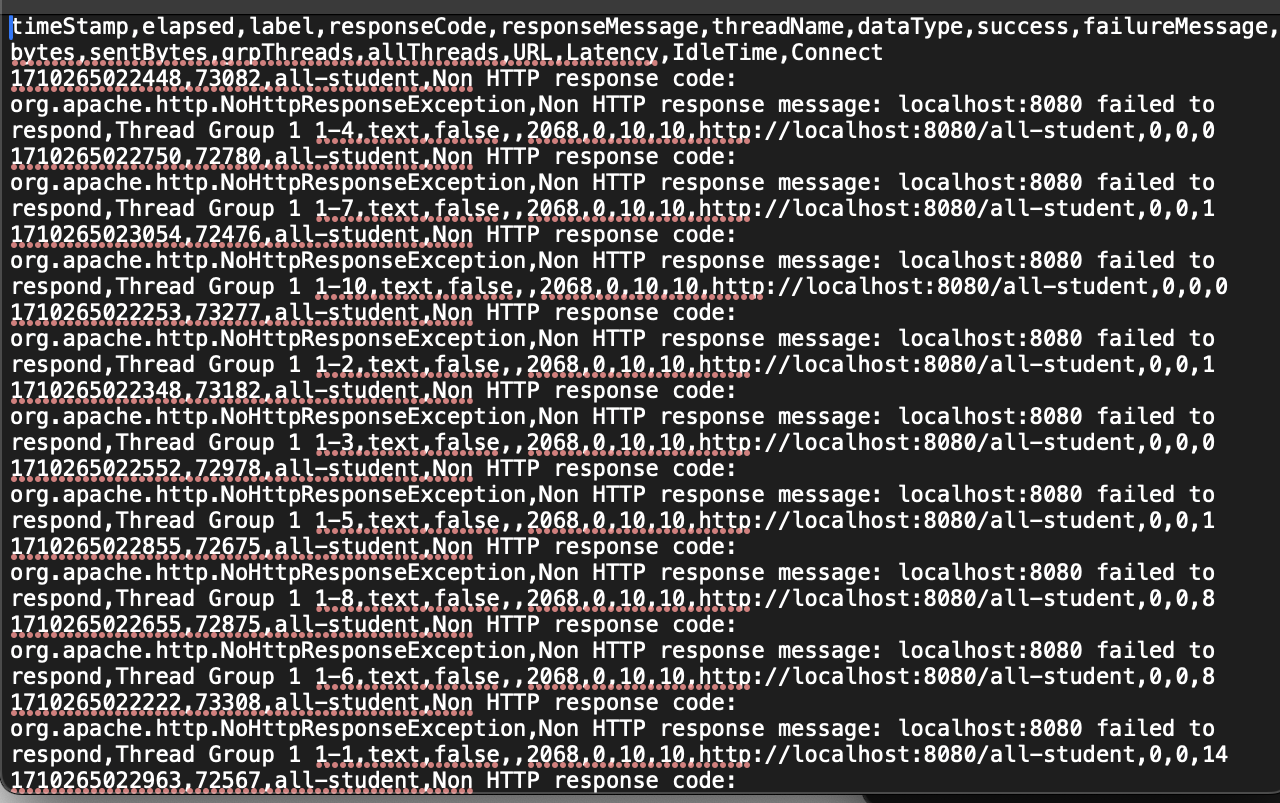 timeStamp,elapsed,label,responseCode,responseMessage,threadName,dataType,success,failureMessage,
bytes,sentBytes,grpThreads,allThreads,URL,Latency,IdleTime,Connect
1710265022448,73082,all-student,Non HTTP response code:
org.apache.http.NoHttpResponseException,Non HTTP response message: localhost:8080 failed to
respond,Thread Group 1 1-4,text,false,,2068,0,10,10,http://localhost:8080/all-student,0,0,0
1710265022750,72780,all-student,Non HTTP response code:
org.apache.http.NoHttpResponseException,Non HTTP response message: localhost:8080 failed to
respond,Thread Group 1 1-7,text,false,,2068,0,10,10,http://localhost:8080/all-student,0,0,1
1710265023054,72476,all-student,Non HTTP response code:
org.apache.http.NoHttpResponseException,Non HTTP response message: localhost:8080 failed to
respond,Thread Group 1 1-10,text,false,,2068,0,10,10,http://localhost:8080/all-student,0,0,0
1710265022253,73277,all-student,Non HTTP response code:
org.apache.http.NoHttpResponseException,Non HTTP response message: localhost:8080 failed to
respond,Thread Group 1 1-2,text,false,,2068,0,10,10,http://localhost:8080/all-student,0,0,1
1710265022348,73182,all-student,Non HTTP response code:
org.apache.http.NoHttpResponseException,Non HTTP response message: localhost:8080 failed to
respond,Thread Group 1 1-3,text,false,,2068,0,10,10,http://localhost:8080/all-student,0,0,0
1710265022552,72978,all-student,Non HTTP response code:
org.apache.http.NoHttpResponseException,Non HTTP response message: localhost:8080 failed to
respond,Thread Group 1 1-5,text,false,,2068,0,10,10,http://localhost:8080/all-student,0,0,1
1710265022855,72675,all-student,Non HTTP response code:
org.apache.http.NoHttpResponseException,Non HTTP response message: localhost:8080 failed to
respond,Thread Group 1 1-8,text,false,,2068,0,10,10,http://localhost:8080/all-student,0,0,8
1710265022655,72875,all-student,Non HTTP response code:
org.apache.http.NoHttpResponseException,Non HTTP response message: localhost:8080 failed to
respond,Thread Group 1 1-6,text,false,,2068,0,10,10,http://localhost:8080/all-student,0,0,8
1710265022222,73308,all-student,Non HTTP response code:
org.apache.http.NoHttpResponseException,Non HTTP response message: localhost:8080 failed to
respond,Thread Group 1 1-1,text,false,,2068,0,10,10,http://localhost:8080/all-student,0,0,14
1710265022963,72567,all-student,Non HTTP response code: